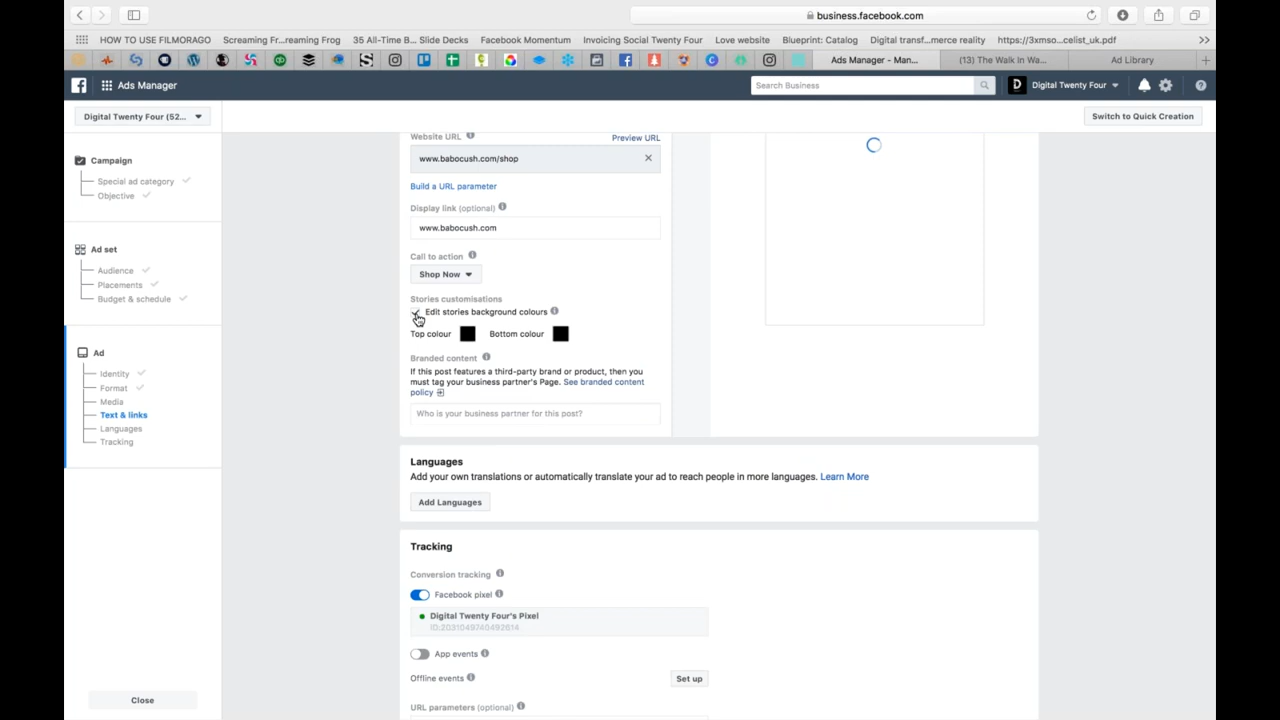 business.facebook.com
HOW TO USE FILMORAGO Screaming Fr...reaming Frog 35 All-Time B... Slide Decks Facebook Momentum Invoicing Social Twenty Four Love website Blueprint: Catalog Digital transf...merce reality https://3xmso...celist_uk.pdf
Ads Manager - Man... (13) The Walk In Wa... Ad Library
Ads Manager
Search Business
Digital Twenty Four
Digital Twenty Four (52...
Switch to Quick Creation
Campaign
Special ad category
Objective
Ad set
Audience
Placements
Budget & schedule
Ad
Identity
Format
Media
Text & links
Languages
Tracking
Close
Website URL
Preview URL
www.babocush.com/shop
Build a URL parameter
Display link (optional)
www.babocush.com
Call to action
Shop Now
Stories customisations
Edit stories background colours
Top colour Bottom colour
Branded content
If this post features a third-party brand or product, then you
must tag your business partner's Page. See branded content
policy
Who is your business partner for this post?
Languages
Add your own translations or automatically translate your ad to reach people in more languages. Learn More
Add Languages
Tracking
Conversion tracking
Facebook pixel
Digital Twenty Four's Pixel
ID:2031049740492614
App events
Offline events
Set up
URL parameters (optional)